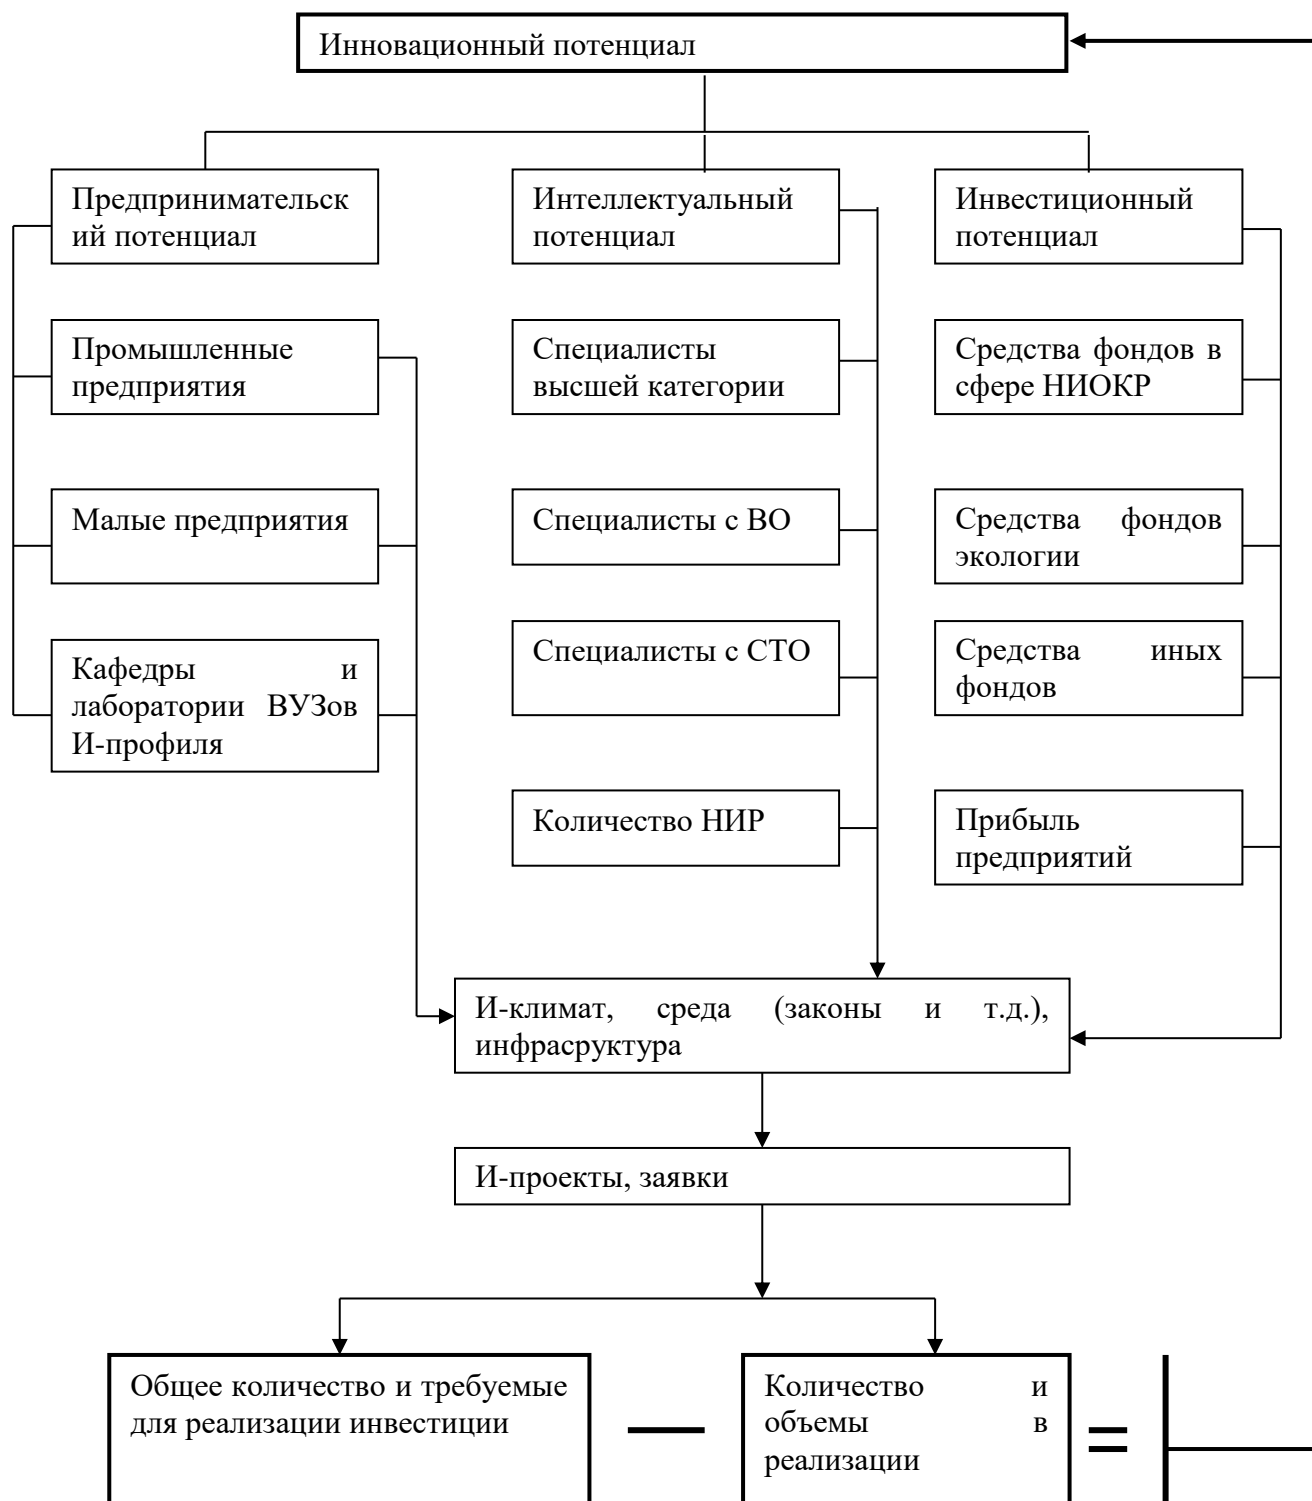 Инновационный потенциал
Предпринимательск
ий потенциал
Интеллектуальный
потенциал
Инвестиционный
потенциал
Промышленные
предприятия
Специалисты
высшей категории
Средства фондов в
сфере НИОКР
Малые предприятия
Специалисты с ВО
Средства фондов
экологии
Кафедры и
лаборатории ВУЗов
И-профиля
Специалисты с СТО
Средства иных
фондов
Количество НИР
Прибыль
предприятий
И-климат, среда (законы и т.д.),
инфрасруктура
И-проекты, заявки
Общее количество и требуемые
для реализации инвестиции
—
Количество и
объемы в
реализации
=